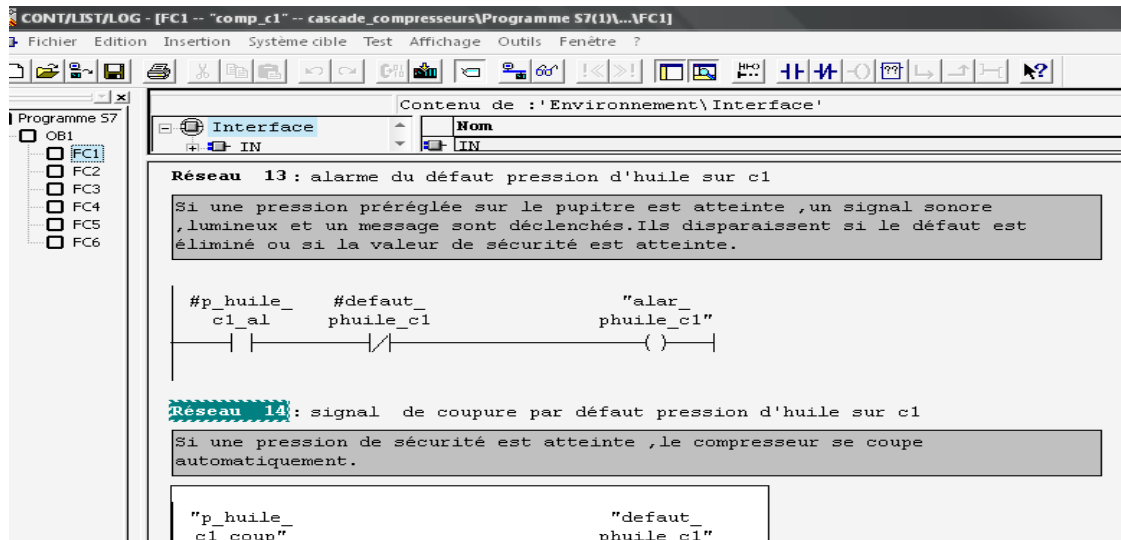 CONT/LIST/LOG - [FC1 -- "comp_c1" -- cascade_compresseurs\Programme S7(1)\...\FC1]
Fichier Edition Insertion Système cible Test Affichage Outils Fenêtre ?
Programme S7
OB1
FC1
FC2
FC3
FC4
FC5
FC6
Contenu de :'Environnement\Interface'
Interface
IN
Nom
IN
Réseau 13 : alarme du défaut pression d'huile sur c1
Si une pression préréglée sur le pupitre est atteinte ,un signal sonore
,lumineux et un message sont déclenchés.Ils disparaissent si le défaut est
éliminé ou si la valeur de sécurité est atteinte.
#p_huile_ #defaut_ "alar_
c1_al phuile_c1 phuile_c1"
Réseau 14 : signal de coupure par défaut pression d'huile sur c1
Si une pression de sécurité est atteinte ,le compresseur se coupe
automatiquement.
"p_huile_ "defaut_
c1_coup" phuile_c1"